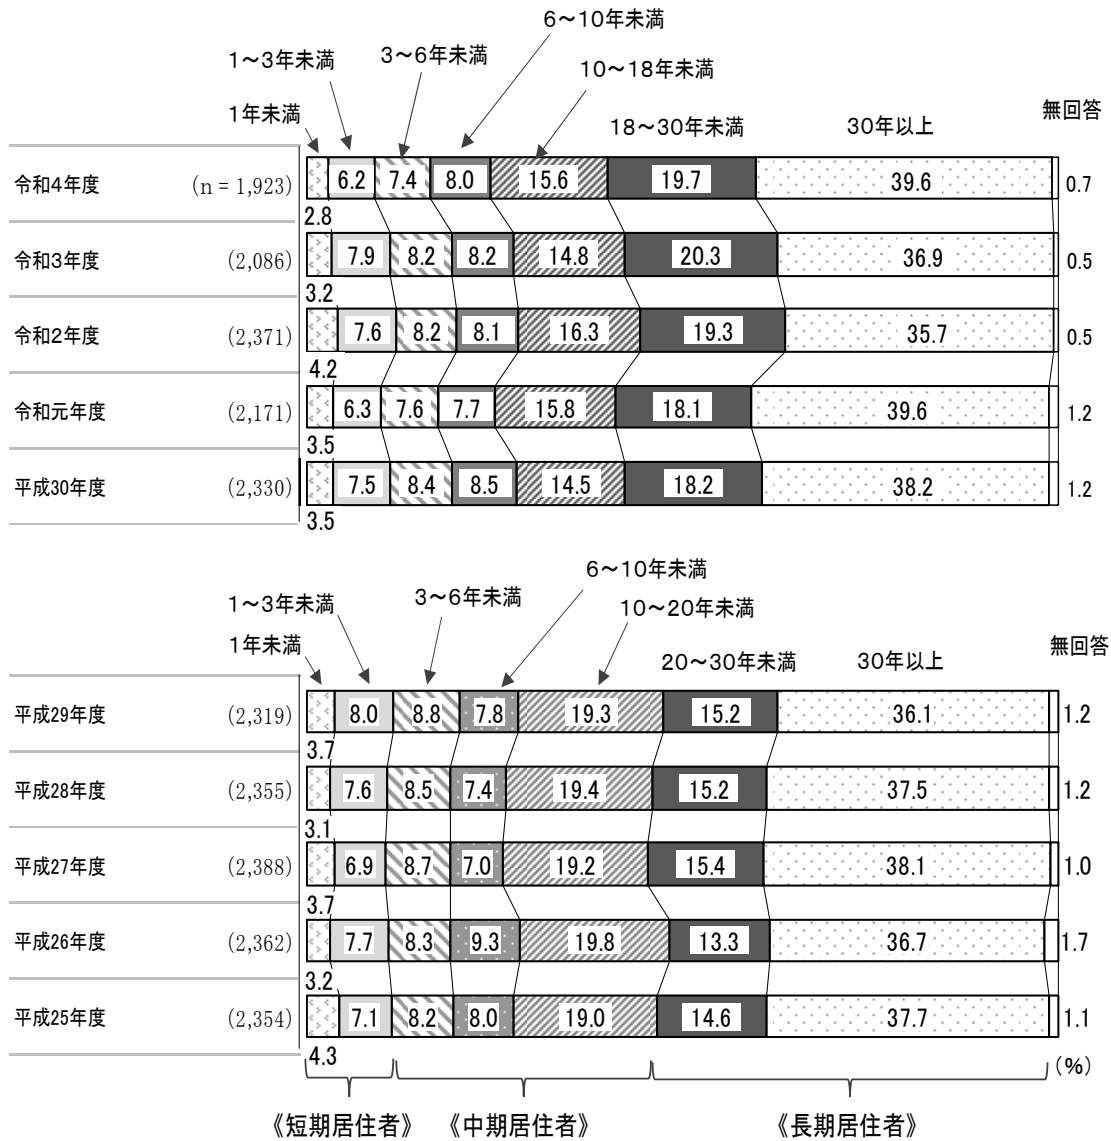 6～10年未満
1～3年未満 3～6年未満
10～18年未満
1年未満 18～30年未満 30年以上 無回答
令和4年度 (n = 1,923) 6.2 7.4 8.0 15.6 19.7 39.6 0.7
2.8
令和3年度 (2,086) 7.9 8.2 8.2 14.8 20.3 36.9 0.5
3.2
令和2年度 (2,371) 7.6 8.2 8.1 16.3 19.3 35.7 0.5
4.2
令和元年度 (2,171) 6.3 7.6 7.7 15.8 18.1 39.6 1.2
3.5
平成30年度 (2,330) 7.5 8.4 8.5 14.5 18.2 38.2 1.2
3.5
6～10年未満
1～3年未満 3～6年未満 10～20年未満
1年未満 20～30年未満 30年以上 無回答
平成29年度 (2,319) 8.0 8.8 7.8 19.3 15.2 36.1 1.2
3.7
平成28年度 (2,355) 7.6 8.5 7.4 19.4 15.2 37.5 1.2
3.1
平成27年度 (2,388) 6.9 8.7 7.0 19.2 15.4 38.1 1.0
3.7
平成26年度 (2,362) 7.7 8.3 9.3 19.8 13.3 36.7 1.7
3.2
平成25年度 (2,354) 7.1 8.2 8.0 19.0 14.6 37.7 1.1
4.3 (%)
《短期居住者》 《中期居住者》 《長期居住者》